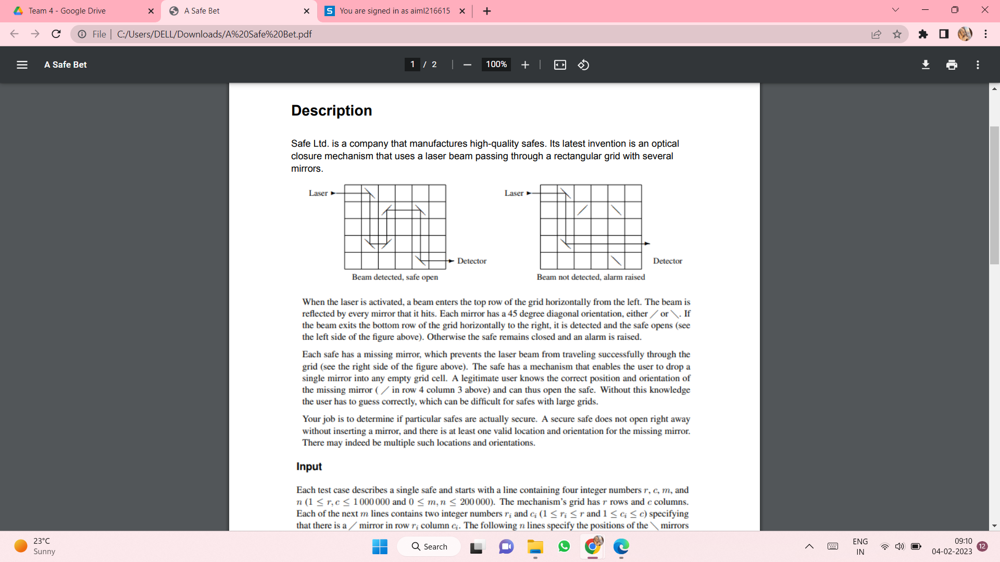 Team 4 - Google Drive
A Safe Bet
You are signed in as aiml216615
File
C:/Users/DELL/Downloads/A%20Safe%20Bet.pdf
A Safe Bet
1 / 2
100%
Description
Safe Ltd. is a company that manufactures high-quality safes. Its latest invention is an optical
closure mechanism that uses a laser beam passing through a rectangular grid with several
mirrors.
Laser
Detector
Beam detected, safe open
Laser
Detector
Beam not detected, alarm raised
When the laser is activated, a beam enters the top row of the grid horizontally from the left. The beam is
reflected by every mirror that it hits. Each mirror has a 45 degree diagonal orientation, either / or \. If
the beam exits the bottom row of the grid horizontally to the right, it is detected and the safe opens (see
the left side of the figure above). Otherwise the safe remains closed and an alarm is raised.
Each safe has a missing mirror, which prevents the laser beam from traveling successfully through the
grid (see the right side of the figure above). The safe has a mechanism that enables the user to drop a
single mirror into any empty grid cell. A legitimate user knows the correct position and orientation of
the missing mirror ( / in row 4 column 3 above) and can thus open the safe. Without this knowledge
the user has to guess correctly, which can be difficult for safes with large grids.
Your job is to determine if particular safes are actually secure. A secure safe does not open right away
without inserting a mirror, and there is at least one valid location and orientation for the missing mirror.
There may indeed be multiple such locations and orientations.
Input
Each test case describes a single safe and starts with a line containing four integer numbers r, c, m, and
n (1 ≤ r, c ≤ 1 000 000 and 0 ≤ m, n ≤ 200 000). The mechanism's grid has r rows and c columns.
Each of the next m lines contains two integer numbers rᵢ and cᵢ (1 ≤ rᵢ ≤ r and 1 ≤ cᵢ ≤ c) specifying
that there is a / mirror in row rᵢ column cᵢ. The following n lines specify the positions of the \ mirrors
23°C
Sunny
Search
ENG
IN
09:10
04-02-2023
12